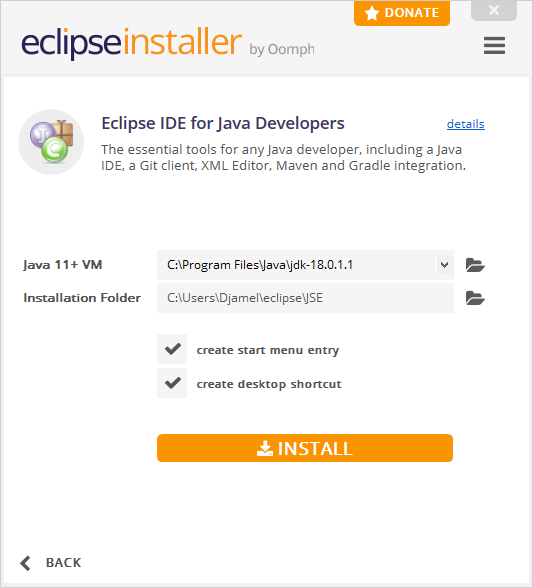 DONATE
eclipseinstaller by Oomph
Eclipse IDE for Java Developers details
The essential tools for any Java developer, including a Java
IDE, a Git client, XML Editor, Maven and Gradle integration.
J
C
Java 11+ VM C:\Program Files\Java\jdk-18.0.1.1
Installation Folder C:\Users\Djamel\eclipse\JSE
create start menu entry
create desktop shortcut
INSTALL
BACK